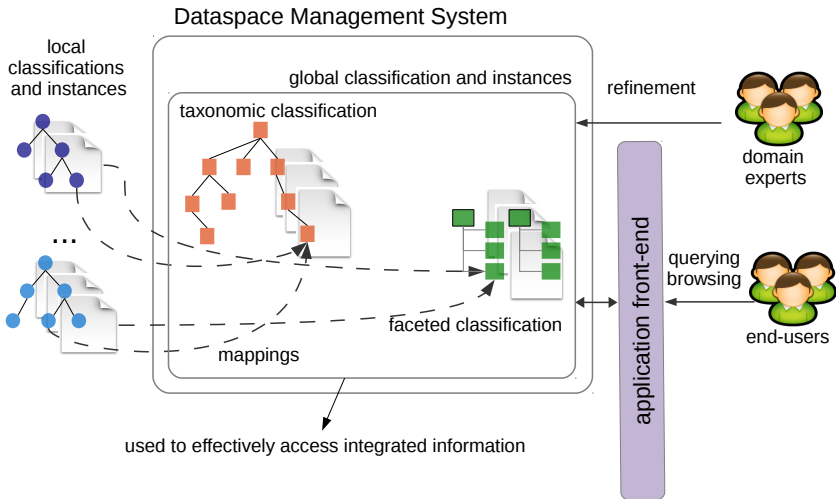 Dataspace Management System
local
classifications
and instances
global classification and instances
taxonomic classification
refinement
domain
experts
...
application front-end
querying
browsing
end-users
faceted classification
mappings
used to effectively access integrated information